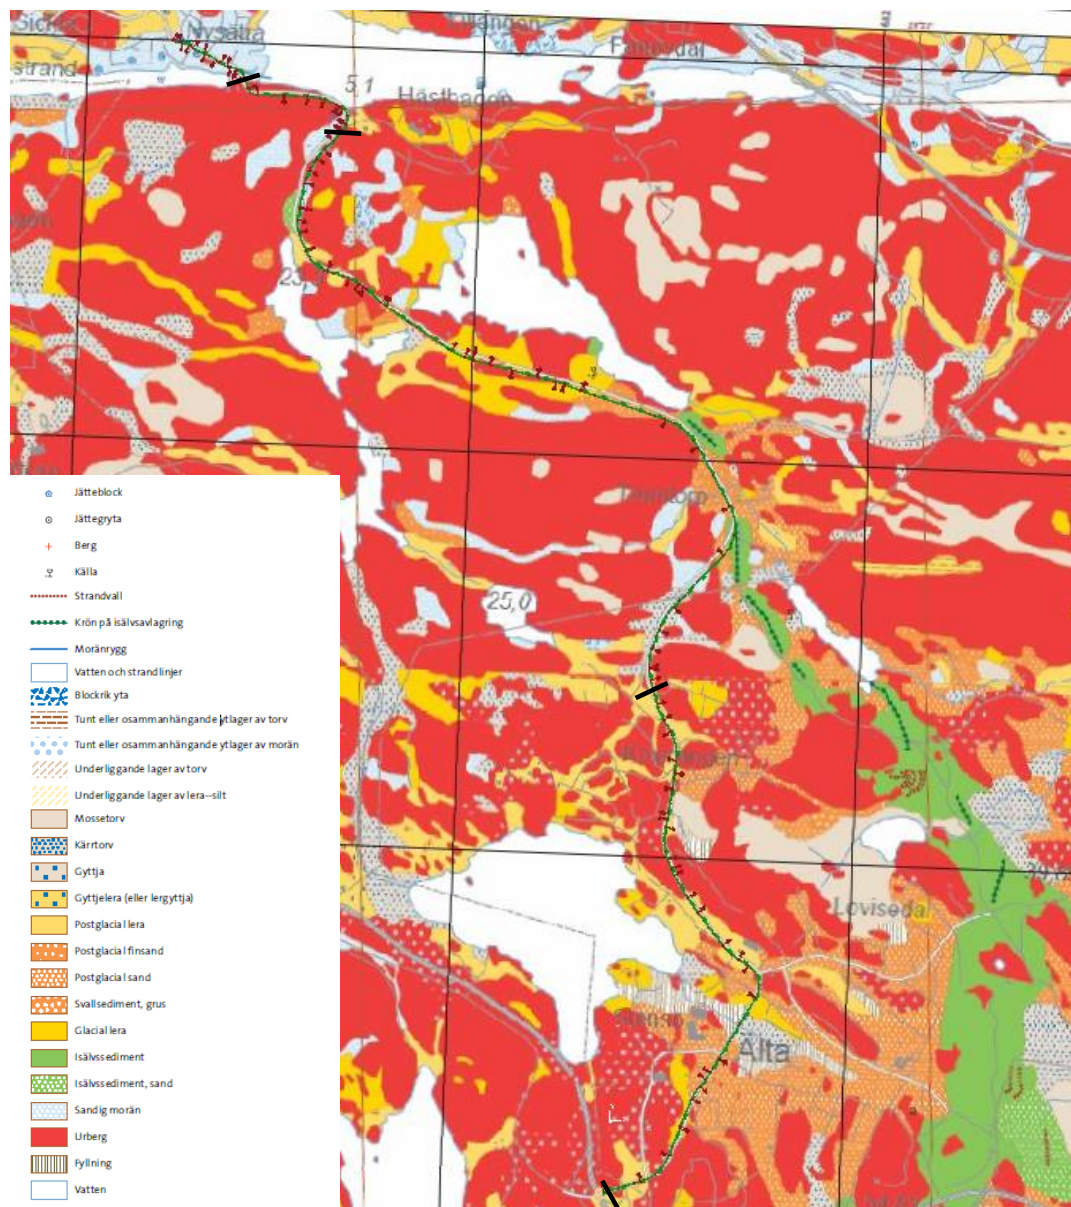 Nysätra
strand
5,1
Hästhagen
25,0
Lovisedal
Älta
Jätteblock
Jättegryta
Berg
Källa
Strandvall
Krön på isälvsavlagring
Moränrygg
Vatten och strandlinjer
Blockrik yta
Tunt eller osammanhängande ytlager av torv
Tunt eller osammanhängande ytlager av morän
Underliggande lager av torv
Underliggande lager av lera--silt
Mossetorv
Kärrtorv
Gyttja
Gyttjelera (eller lergyttja)
Postglacial lera
Postglacial finsand
Postglacial sand
Svallsediment, grus
Glacial lera
Isälvssediment
Isälvssediment, sand
Sandig morän
Urberg
Fyllning
Vatten